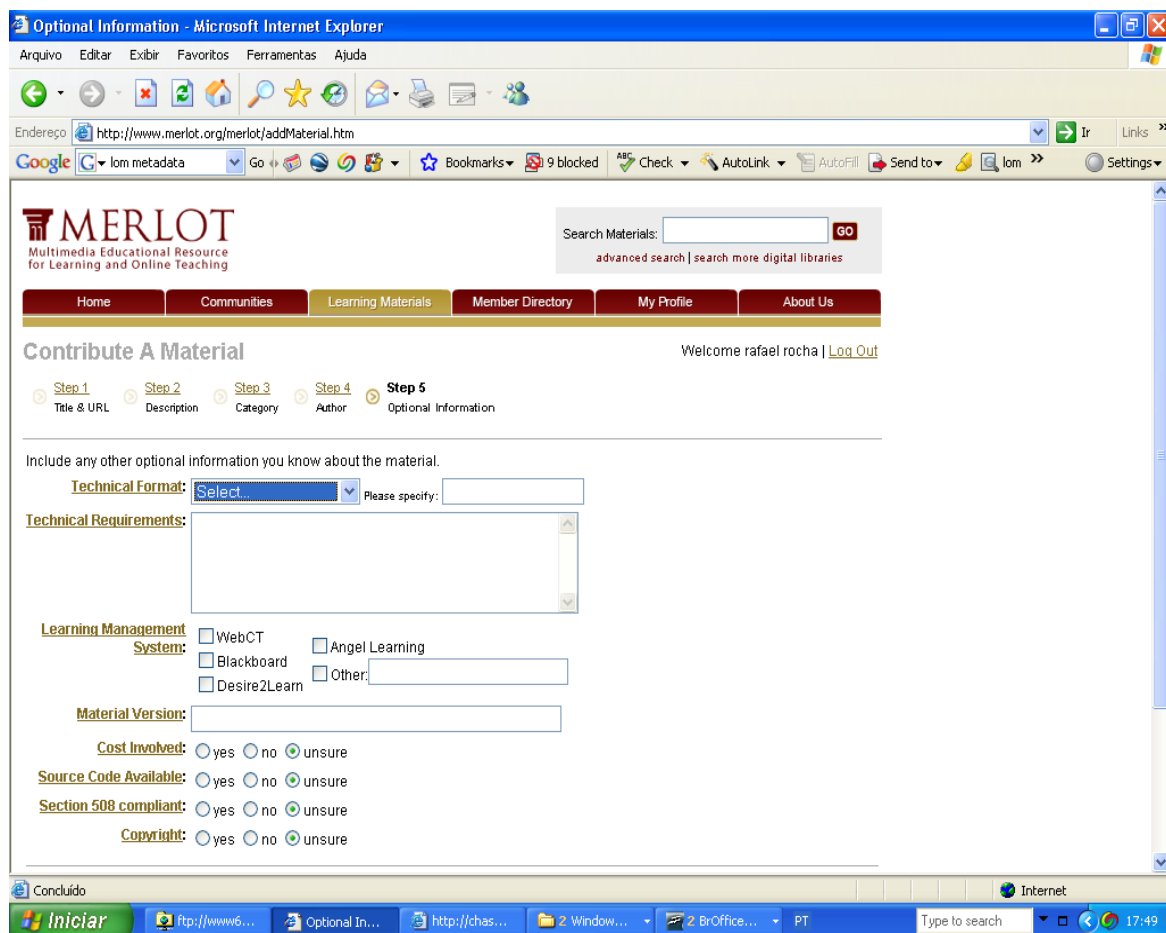 Optional Information - Microsoft Internet Explorer
Arquivo Editar Exibir Favoritos Ferramentas Ajuda
Endereço http://www.merlot.org/merlot/addMaterial.htm Ir Links »
Google G lom metadata Go Bookmarks 9 blocked ABC Check AutoLink AutoFill Send to lom » Settings
MERLOT
Multimedia Educational Resource
for Learning and Online Teaching
Search Materials: GO
advanced search | search more digital libraries
Home Communities Learning Materials Member Directory My Profile About Us
Contribute A Material
Welcome rafael rocha | Log Out
Step 1 Step 2 Step 3 Step 4 Step 5
Title & URL Description Category Author Optional Information
Include any other optional information you know about the material.
Technical Format: Select... Please specify:
Technical Requirements:
Learning Management
System:
WebCT
Blackboard
Desire2Learn
Angel Learning
Other:
Material Version:
Cost Involved: yes no unsure
Source Code Available: yes no unsure
Section 508 compliant: yes no unsure
Copyright: yes no unsure
Concluído Internet
Iniciar ftp://www6... Optional In... http://chas... 2 Window... 2 BrOffice... PT Type to search 17:49